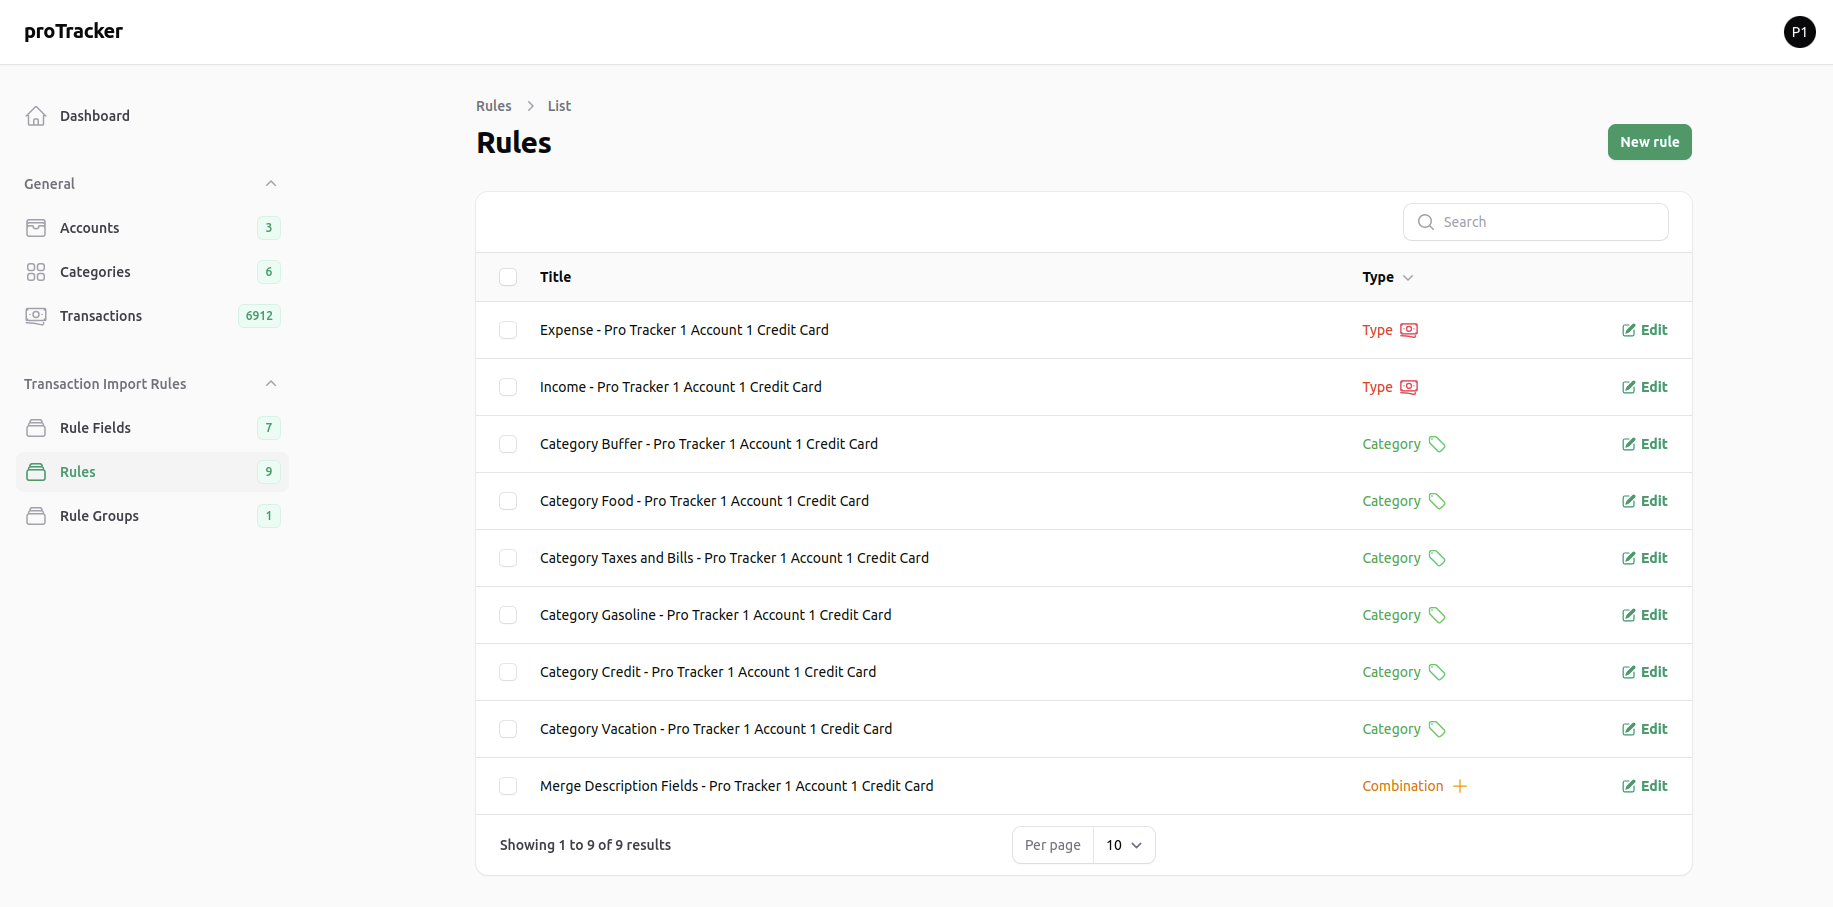 proTracker
P1
Dashboard
General
Accounts 3
Categories 6
Transactions 6912
Transaction Import Rules
Rule Fields 7
Rules 9
Rule Groups 1
Rules > List
Rules
New rule
Search
Title Type
Expense - Pro Tracker 1 Account 1 Credit Card Type Edit
Income - Pro Tracker 1 Account 1 Credit Card Type Edit
Category Buffer - Pro Tracker 1 Account 1 Credit Card Category Edit
Category Food - Pro Tracker 1 Account 1 Credit Card Category Edit
Category Taxes and Bills - Pro Tracker 1 Account 1 Credit Card Category Edit
Category Gasoline - Pro Tracker 1 Account 1 Credit Card Category Edit
Category Credit - Pro Tracker 1 Account 1 Credit Card Category Edit
Category Vacation - Pro Tracker 1 Account 1 Credit Card Category Edit
Merge Description Fields - Pro Tracker 1 Account 1 Credit Card Combination Edit
Showing 1 to 9 of 9 results Per page 10